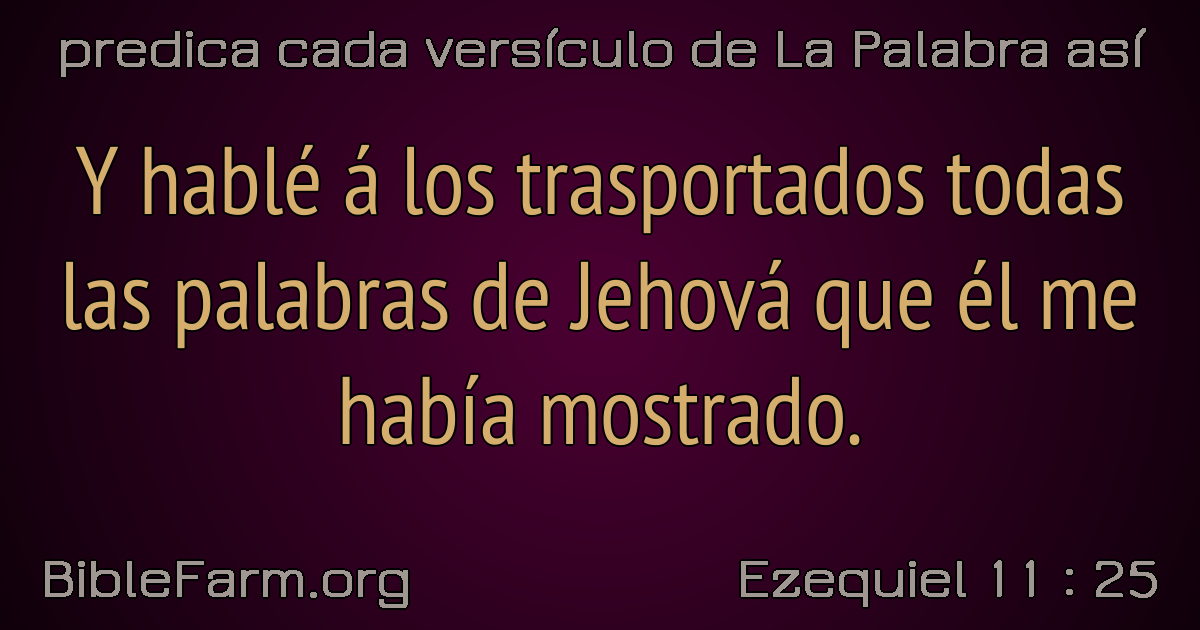 predica cada versículo de La Palabra así
Y hablé á los trasportados todas
las palabras de Jehová que él me
había mostrado.
BibleFarm.org
Ezequiel 11 : 25